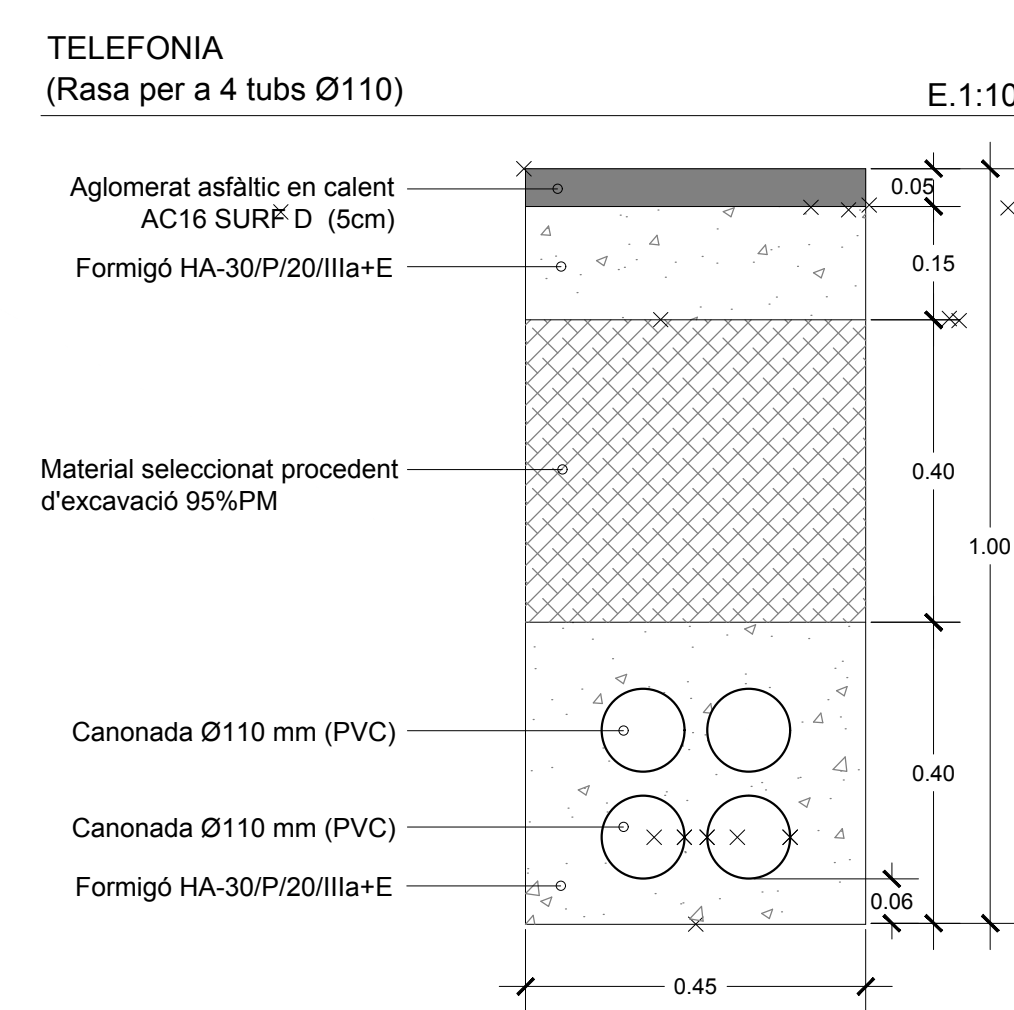 TELEFONIA
(Rasa per a 4 tubs Ø110)
E.1:10
Aglomerat asfàltic en calent
AC16 SURF D (5cm)
0.05
Formigó HA-30/P/20/IIIa+E
0.15
Material seleccionat procedent
d'excavació 95%PM
0.40
1.00
Canonada Ø110 mm (PVC)
0.40
Canonada Ø110 mm (PVC)
Formigó HA-30/P/20/IIIa+E
0.06
0.45